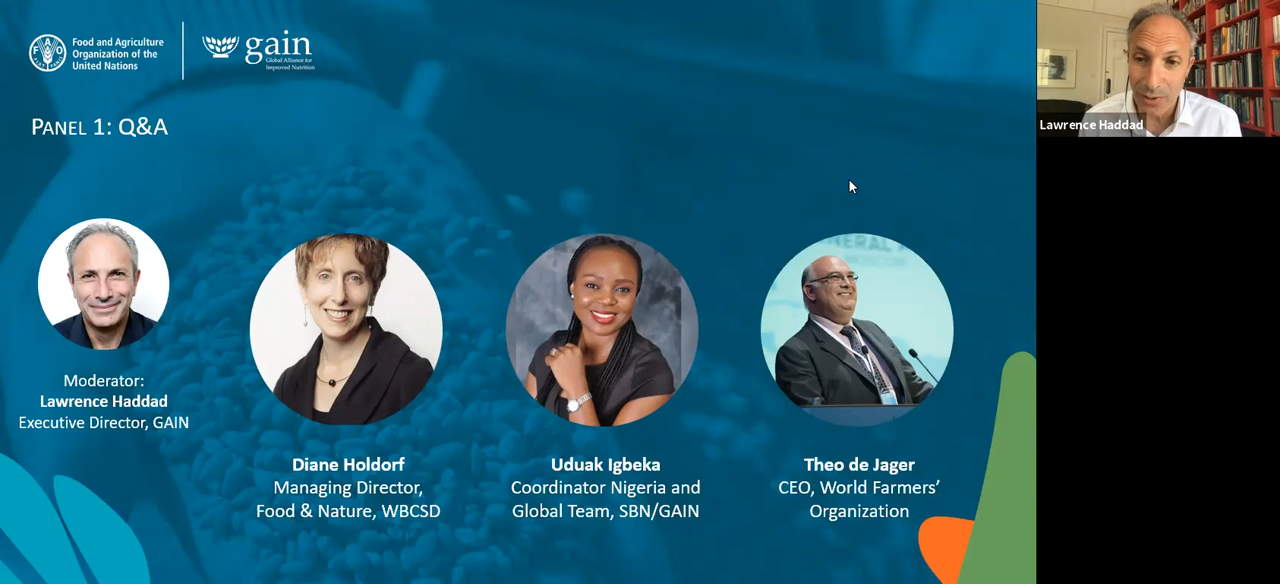 Food and Agriculture
Organization of the
United Nations
gain
Global Alliance for
Improved Nutrition
PANEL 1: Q&A
Lawrence Haddad
Moderator:
Lawrence Haddad
Executive Director, GAIN
Diane Holdorf
Managing Director,
Food & Nature, WBCSD
Uduak Igbeka
Coordinator Nigeria and
Global Team, SBN/GAIN
Theo de Jager
CEO, World Farmers’
Organization